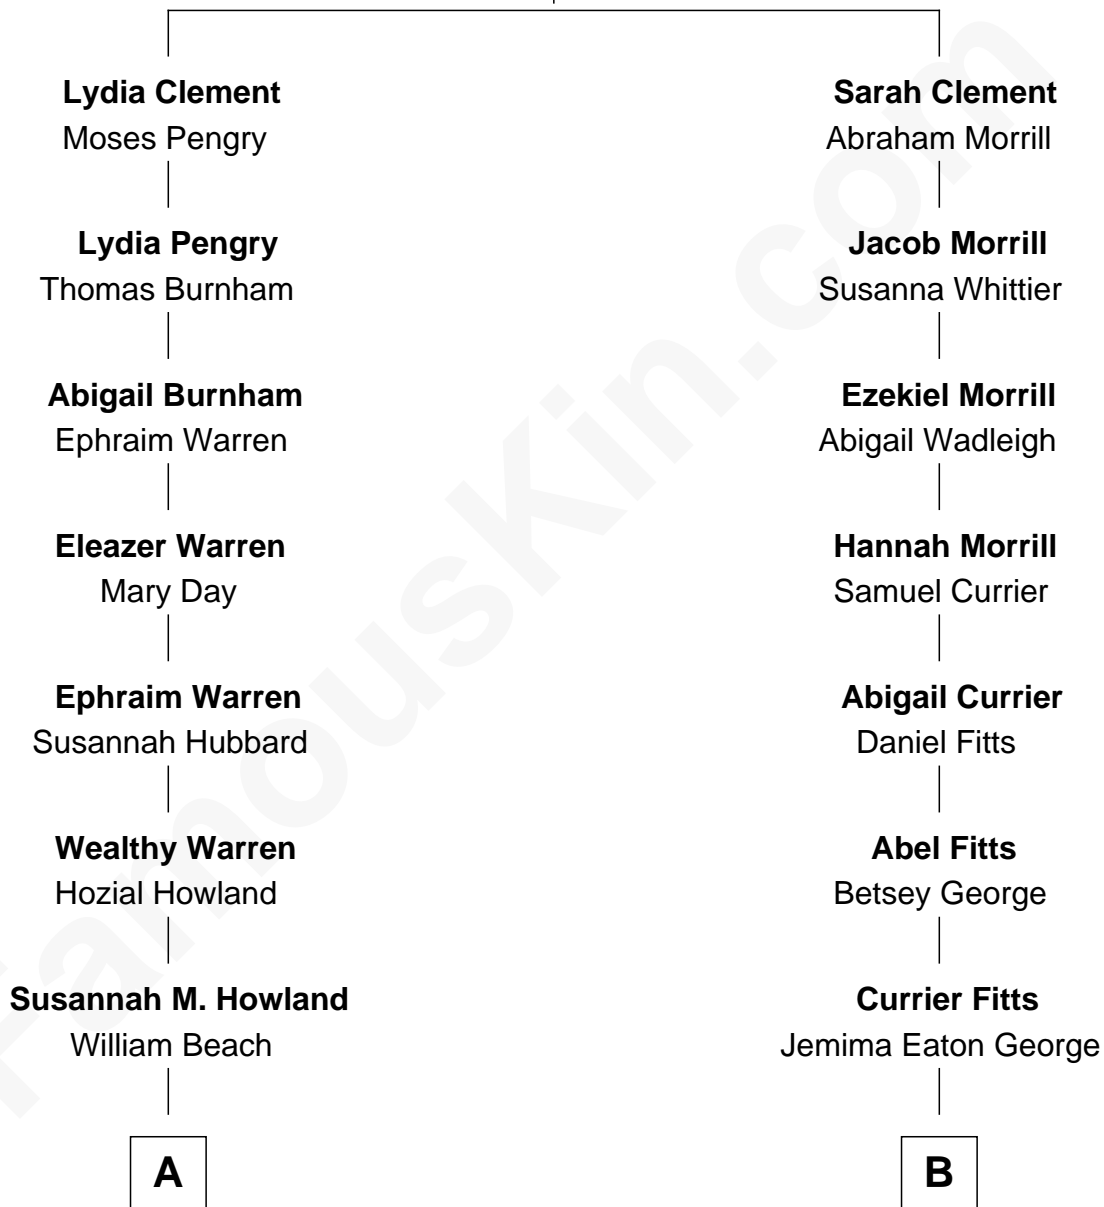 Lydia Clement
Moses Pengry
Lydia Pengry
Thomas Burnham
Abigail Burnham
Ephraim Warren
Eleazer Warren
Mary Day
Ephraim Warren
Susannah Hubbard
Wealthy Warren
Hozial Howland
Susannah M. Howland
William Beach
A
Sarah Clement
Abraham Morrill
Jacob Morrill
Susanna Whittier
Ezekiel Morrill
Abigail Wadleigh
Hannah Morrill
Samuel Currier
Abigail Currier
Daniel Fitts
Abel Fitts
Betsey George
Currier Fitts
Jemima Eaton George
B
FamousKin.com